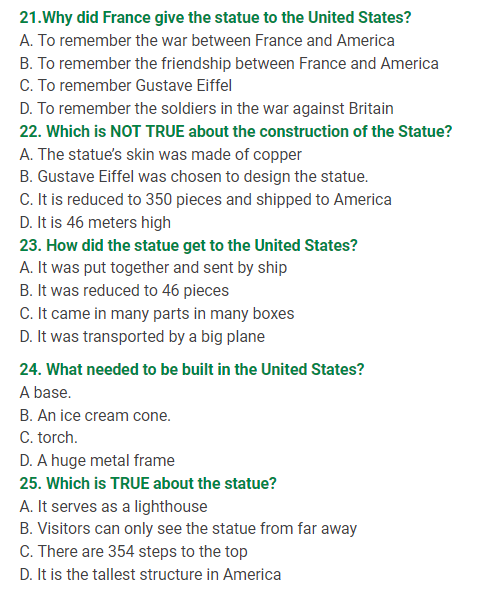 21.Why did France give the statue to the United States?
A. To remember the war between France and America
B. To remember the friendship between France and America
C. To remember Gustave Eiffel
D. To remember the soldiers in the war against Britain
22. Which is NOT TRUE about the construction of the Statue?
A. The statue's skin was made of copper
B. Gustave Eiffel was chosen to design the statue.
C. It is reduced to 350 pieces and shipped to America
D. It is 46 meters high
23. How did the statue get to the United States?
A. It was put together and sent by ship
B. It was reduced to 46 pieces
C. It came in many parts in many boxes
D. It was transported by a big plane
24. What needed to be built in the United States?
A base.
B. An ice cream cone.
C. torch.
D. A huge metal frame
25. Which is TRUE about the statue?
A. It serves as a lighthouse
B. Visitors can only see the statue from far away
C. There are 354 steps to the top
D. It is the tallest structure in America